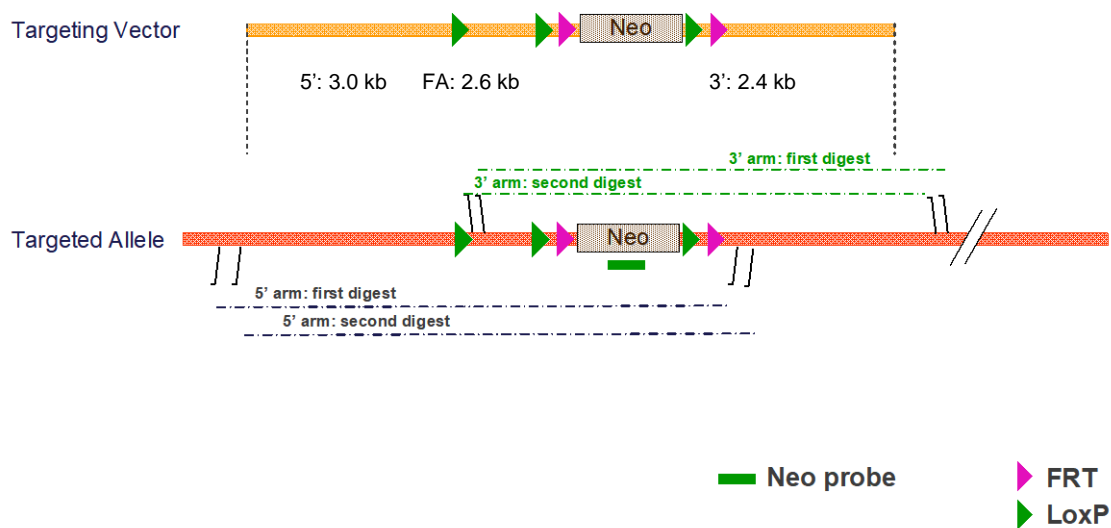 Targeting Vector
Neo
5’: 3.0 kb
FA: 2.6 kb
3’: 2.4 kb
3’ arm: first digest
3’ arm: second digest
Targeted Allele
Neo
5’ arm: first digest
5’ arm: second digest
Neo probe
FRT
LoxP